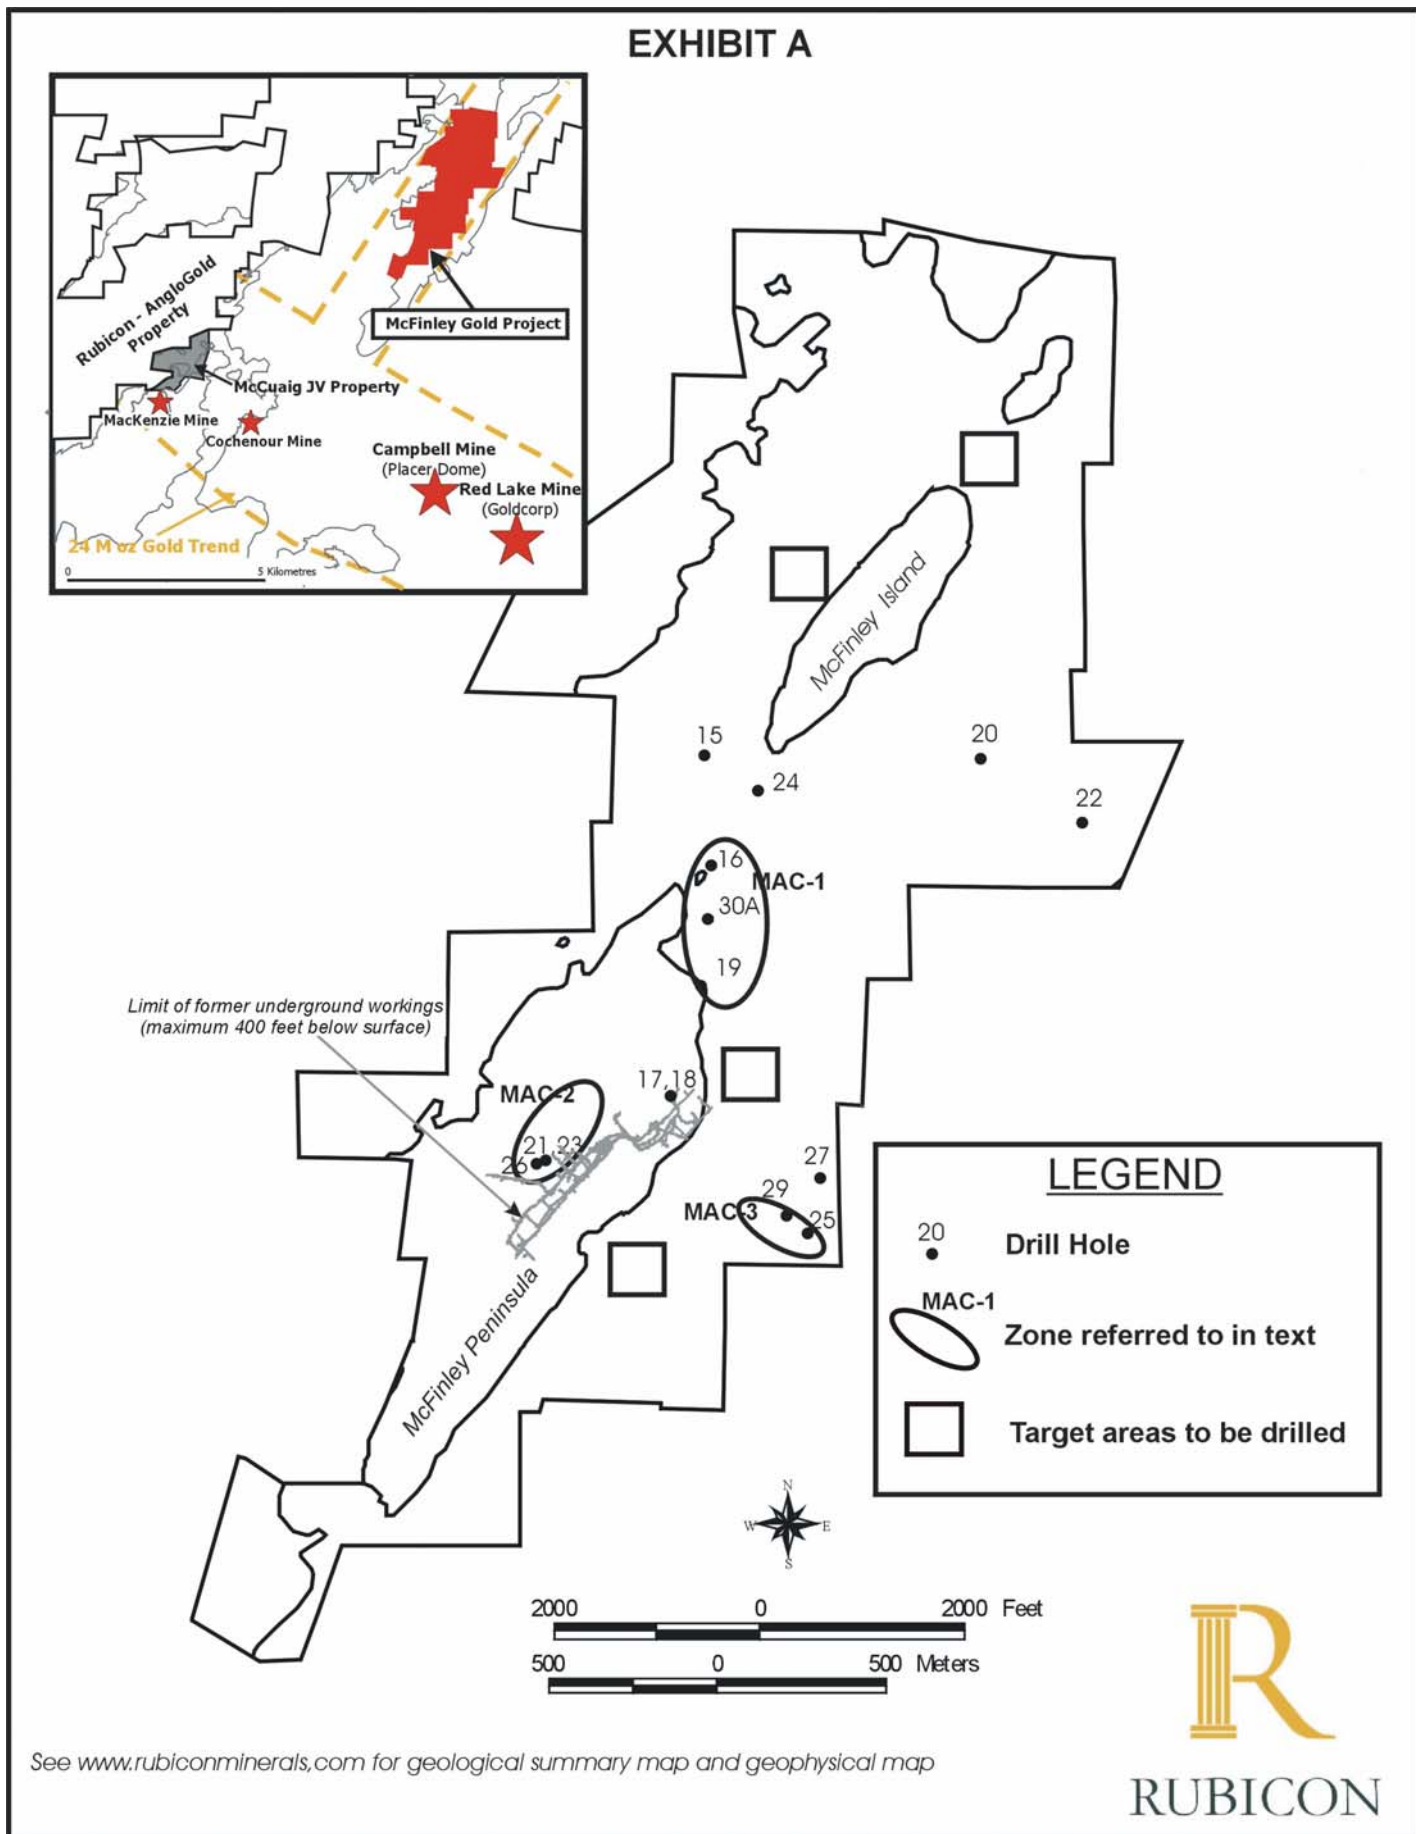 EXHIBIT A
Rubicon - AngloGold
Property
McFinley Gold Project
McCuaig JV Property
MacKenzie Mine
Cochenour Mine
Campbell Mine
(Placer Dome)
Red Lake Mine
(Goldcorp)
24 M oz Gold Trend
0
5 Kilometres
McFinley Island
15
20
24
22
16
MAC-1
30A
19
Limit of former underground workings
(maximum 400 feet below surface)
17,18
MAC-2
21,23
26
27
29
MAC-3
25
McFinley Peninsula
LEGEND
20
Drill Hole
MAC-1
Zone referred to in text
Target areas to be drilled
N
W E
S
2000 0 2000 Feet
500 0 500 Meters
See www.rubiconminerals,com for geological summary map and geophysical map
R
RUBICON